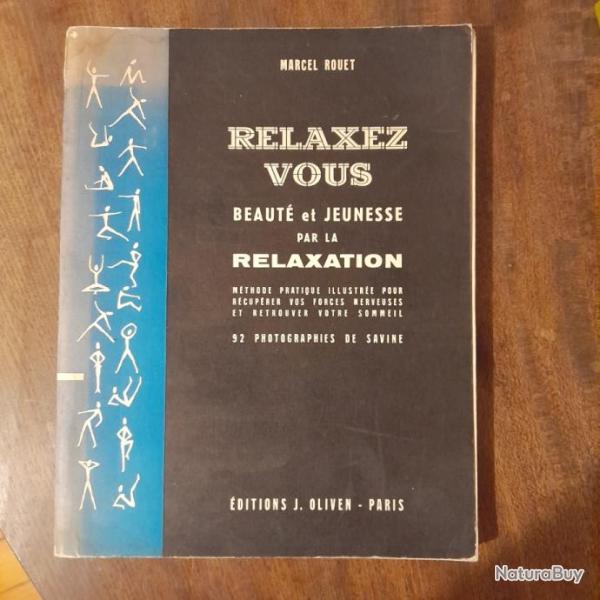 MARCEL ROUET
RELAXEZ
VOUS
BEAUTÉ et JEUNESSE
PAR LA
RELAXATION
MÉTHODE PRATIQUE ILLUSTRÉE POUR
RÉCUPÉRER VOS FORCES NERVEUSES
ET RETROUVER VOTRE SOMMEIL
92 PHOTOGRAPHIES DE SAVINE
ÉDITIONS J. OLIVEN - PARIS
NaturaBuy